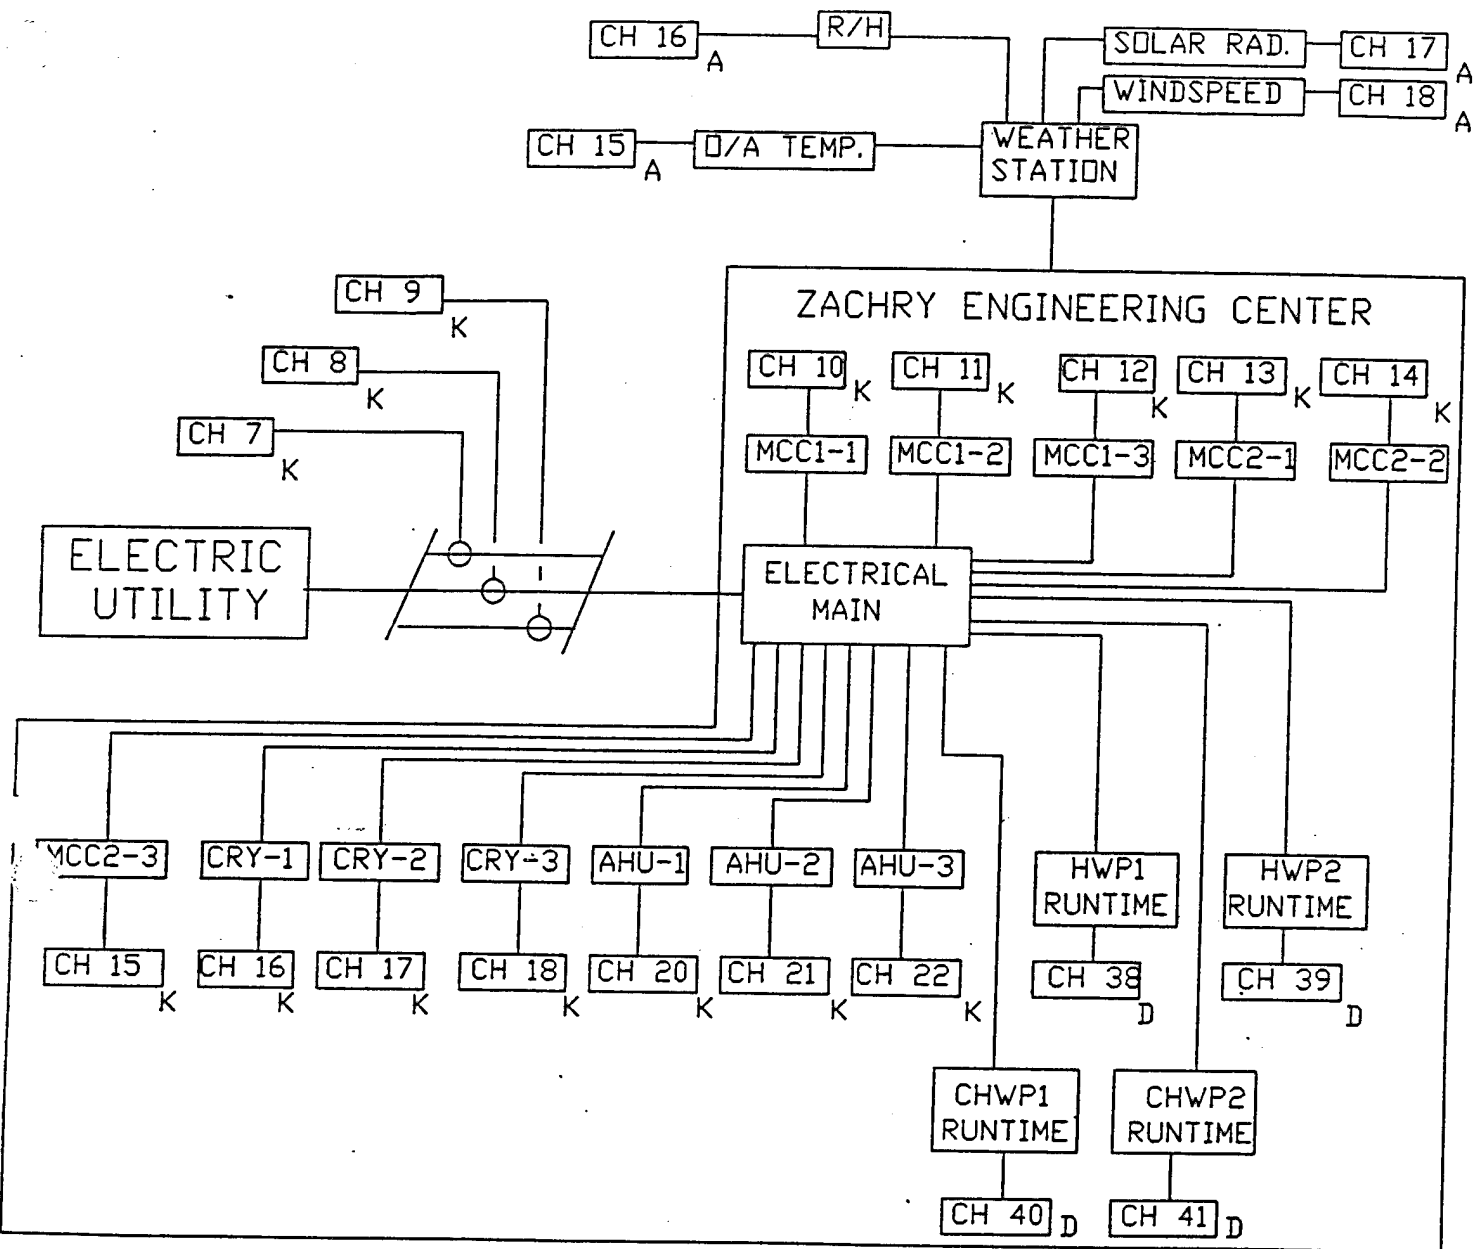 CH 16 A
R/H
SOLAR RAD.
CH 17 A
WINDSPEED
CH 18 A
CH 15 A
O/A TEMP.
WEATHER
STATION
CH 9 K
CH 8 K
CH 7 K
ZACHRY ENGINEERING CENTER
CH 10 K
CH 11 K
CH 12 K
CH 13 K
CH 14 K
MCC1-1
MCC1-2
MCC1-3
MCC2-1
MCC2-2
ELECTRIC
UTILITY
ELECTRICAL
MAIN
MCC2-3
CRY-1
CRY-2
CRY-3
AHU-1
AHU-2
AHU-3
HWP1
RUNTIME
HWP2
RUNTIME
CH 15 K
CH 16 K
CH 17 K
CH 18 K
CH 20 K
CH 21 K
CH 22 K
CH 38 D
CH 39 D
CHWP1
RUNTIME
CHWP2
RUNTIME
CH 40 D
CH 41 D